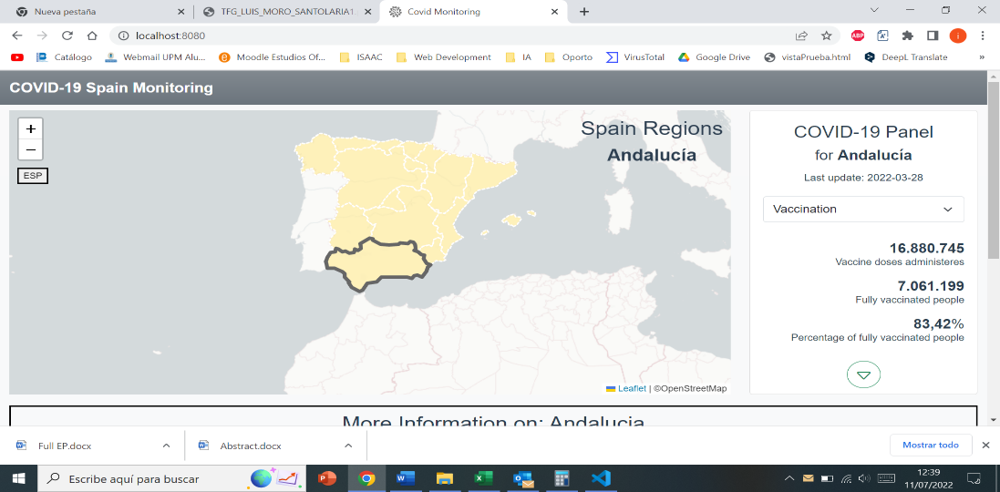 Nueva pestaña
TFG_LUIS_MORO_SANTOLARIA1
Covid Monitoring
localhost:8080
ABP
i
Catálogo
Webmail UPM Alu...
Moodle Estudios Of...
ISAAC
Web Development
IA
Oporto
VirusTotal
Google Drive
vistaPrueba.html
DeepL Translate
»
COVID-19 Spain Monitoring
+
−
ESP
Spain Regions
Andalucía
Leaflet | ©OpenStreetMap
COVID-19 Panel
for Andalucía
Last update: 2022-03-28
Vaccination
16.880.745
Vaccine doses administeres
7.061.199
Fully vaccinated people
83,42%
Percentage of fully vaccinated people
More Information on: Andalucia
Full EP.docx
Abstract.docx
Mostrar todo
Escribe aquí para buscar
12:39
11/07/2022